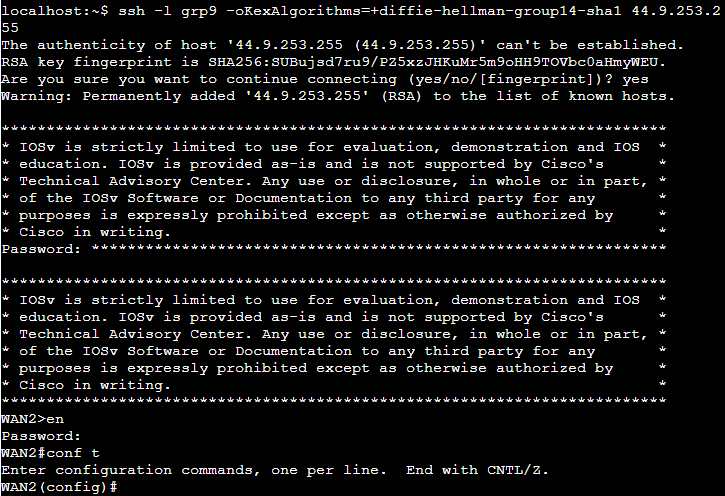 localhost:~$ ssh -l grp9 -oKexAlgorithms=+diffie-hellman-group14-sha1 44.9.253.2
55
The authenticity of host '44.9.253.255 (44.9.253.255)' can't be established.
RSA key fingerprint is SHA256:SUBujsd7ru9/PZ5xzJHKuMr5m9oHH9TOVbc0aHmyWEU.
Are you sure you want to continue connecting (yes/no/[fingerprint])? yes
Warning: Permanently added '44.9.253.255' (RSA) to the list of known hosts.

**************************************************************************
* IOSv is strictly limited to use for evaluation, demonstration and IOS  *
* education. IOSv is provided as-is and is not supported by Cisco's      *
* Technical Advisory Center. Any use or disclosure, in whole or in part, *
* of the IOSv Software or Documentation to any third party for any       *
* purposes is expressly prohibited except as otherwise authorized by     *
* Cisco in writing.                                                      *
Password: ****************************************************************

**************************************************************************
* IOSv is strictly limited to use for evaluation, demonstration and IOS  *
* education. IOSv is provided as-is and is not supported by Cisco's      *
* Technical Advisory Center. Any use or disclosure, in whole or in part, *
* of the IOSv Software or Documentation to any third party for any       *
* purposes is expressly prohibited except as otherwise authorized by     *
* Cisco in writing.                                                      *
**************************************************************************
WAN2>en
Password:
WAN2#conf t
Enter configuration commands, one per line.  End with CNTL/Z.
WAN2(config)#